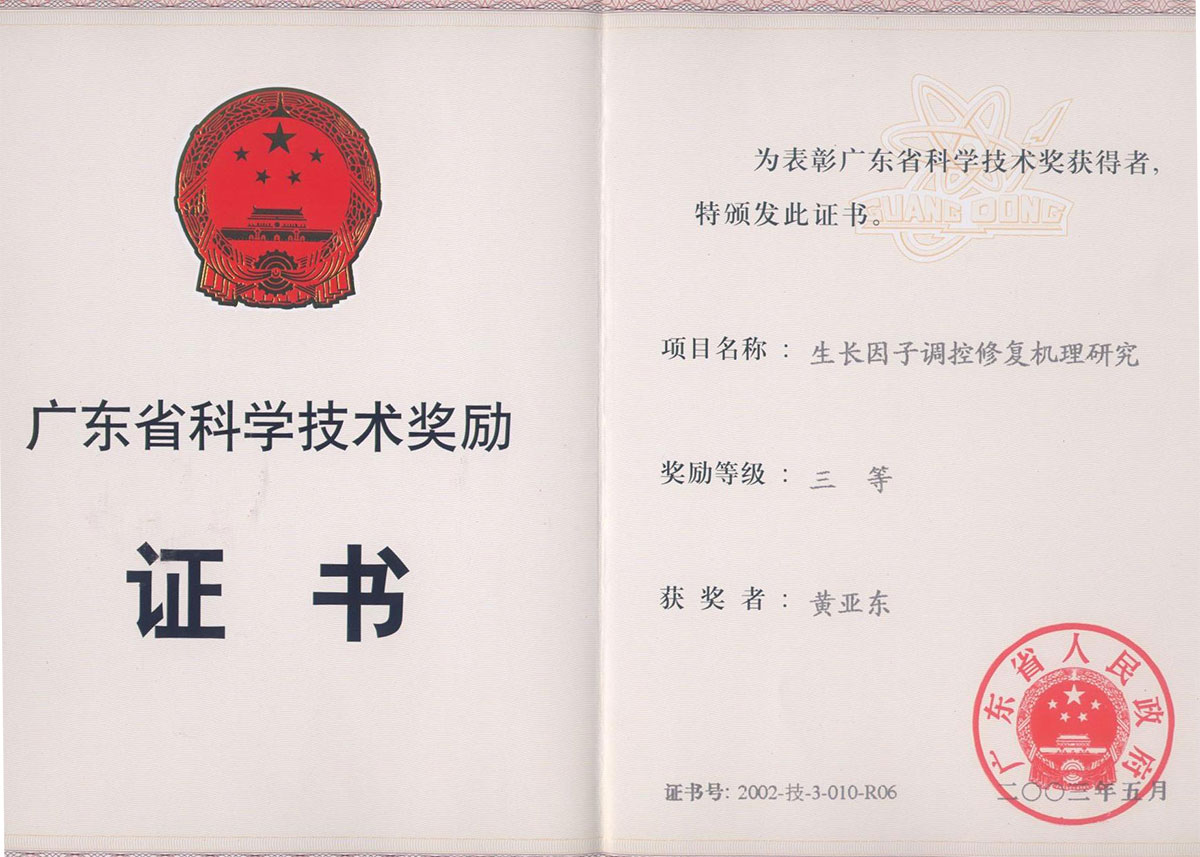 广东省科学技术奖励
证 书
GUANG DONG
为表彰广东省科学技术奖获得者,
特颁发此证书。
项目名称：生长因子调控修复机理研究
奖励等级：三 等
获 奖 者：黄亚东
广东省人民政府
证书号: 2002-技-3-010-R06
二〇〇三年五月